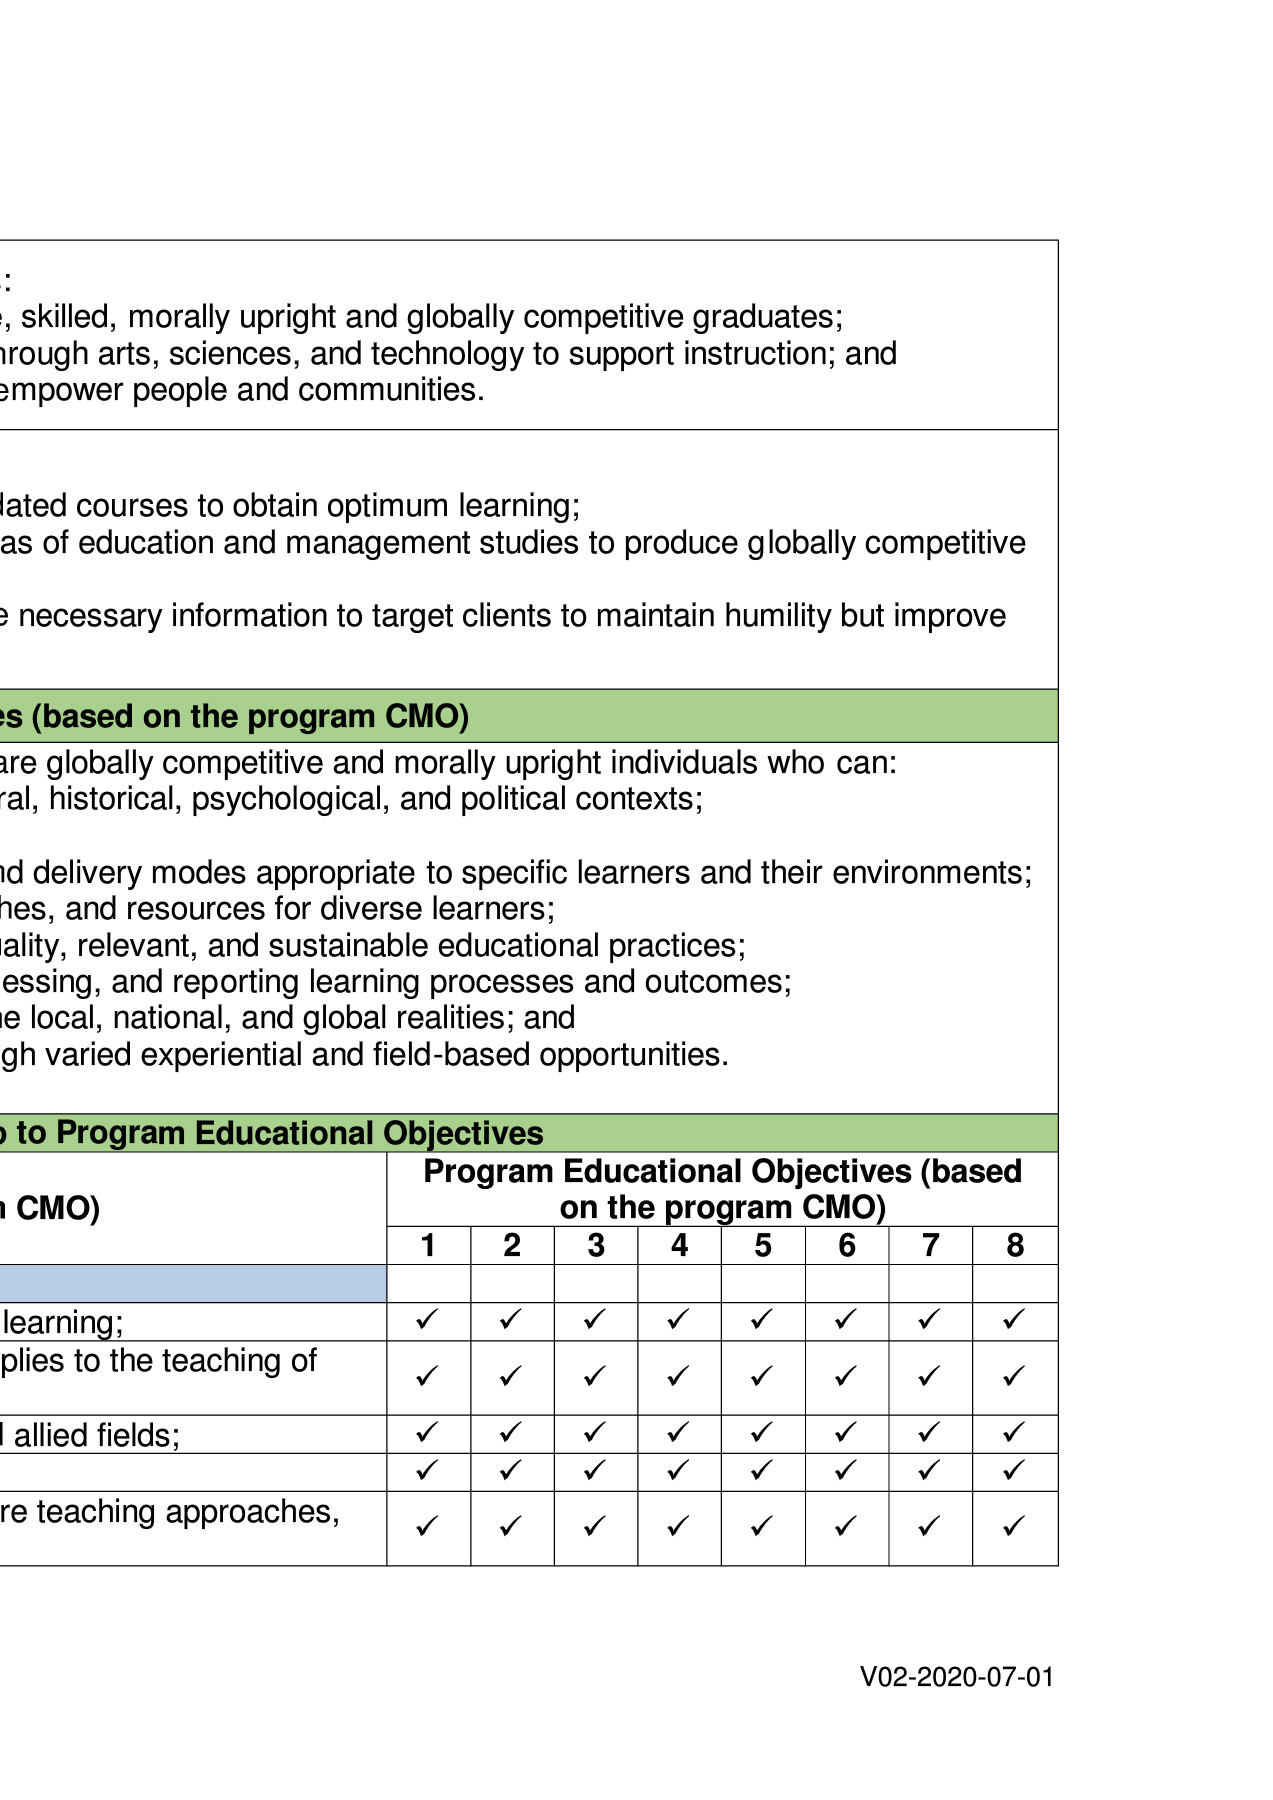 :
, skilled, morally upright and globally competitive graduates;
through arts, sciences, and technology to support instruction; and
empower people and communities.
dated courses to obtain optimum learning;
as of education and management studies to produce globally competitive
e necessary information to target clients to maintain humility but improve
es (based on the program CMO)
are globally competitive and morally upright individuals who can:
ral, historical, psychological, and political contexts;
nd delivery modes appropriate to specific learners and their environments;
hes, and resources for diverse learners;
uality, relevant, and sustainable educational practices;
essing, and reporting learning processes and outcomes;
he local, national, and global realities; and
gh varied experiential and field-based opportunities.
p to Program Educational Objectives
Program Educational Objectives (based
on the program CMO)
CMO)
1 2 3 4 5 6 7 8
learning; ✓ ✓ ✓ ✓ ✓ ✓ ✓ ✓
plies to the teaching of
✓ ✓ ✓ ✓ ✓ ✓ ✓ ✓
allied fields; ✓ ✓ ✓ ✓ ✓ ✓ ✓ ✓
✓ ✓ ✓ ✓ ✓ ✓ ✓ ✓
re teaching approaches,
✓ ✓ ✓ ✓ ✓ ✓ ✓ ✓
V02-2020-07-01